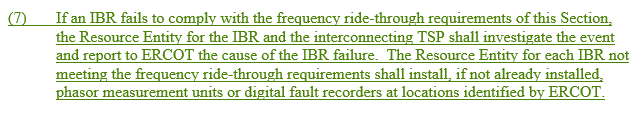 (7) If an IBR fails to comply with the frequency ride-through requirements of this Section,
the Resource Entity for the IBR and the interconnecting TSP shall investigate the event
and report to ERCOT the cause of the IBR failure.  The Resource Entity for each IBR not
meeting the frequency ride-through requirements shall install, if not already installed,
phasor measurement units or digital fault recorders at locations identified by ERCOT.